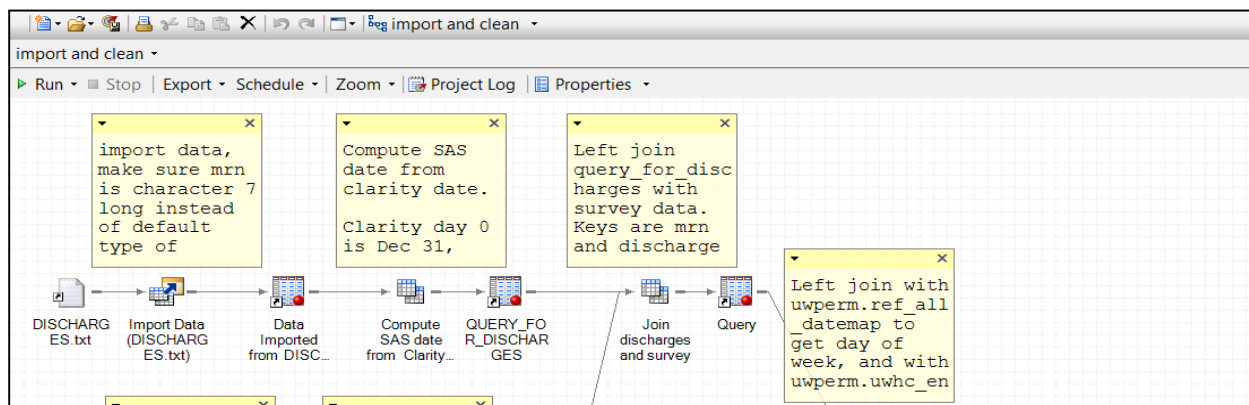 import and clean
import and clean
Run Stop Export Schedule Zoom Project Log Properties
import data,
make sure mrn
is character 7
long instead
of default
type of
Compute SAS
date from
clarity date.
Clarity day 0
is Dec 31,
Left join
query_for_disc
harges with
survey data.
Keys are mrn
and discharge
Left join with
uwperm.ref_all
_datemap to
get day of
week, and with
uwperm.uwhc_en
DISCHARG
ES.txt
Import Data
(DISCHARG
ES.txt)
Data
Imported
from DISC...
Compute
SAS date
from Clarity...
QUERY_FO
R_DISCHAR
GES
Join
discharges
and survey
Query